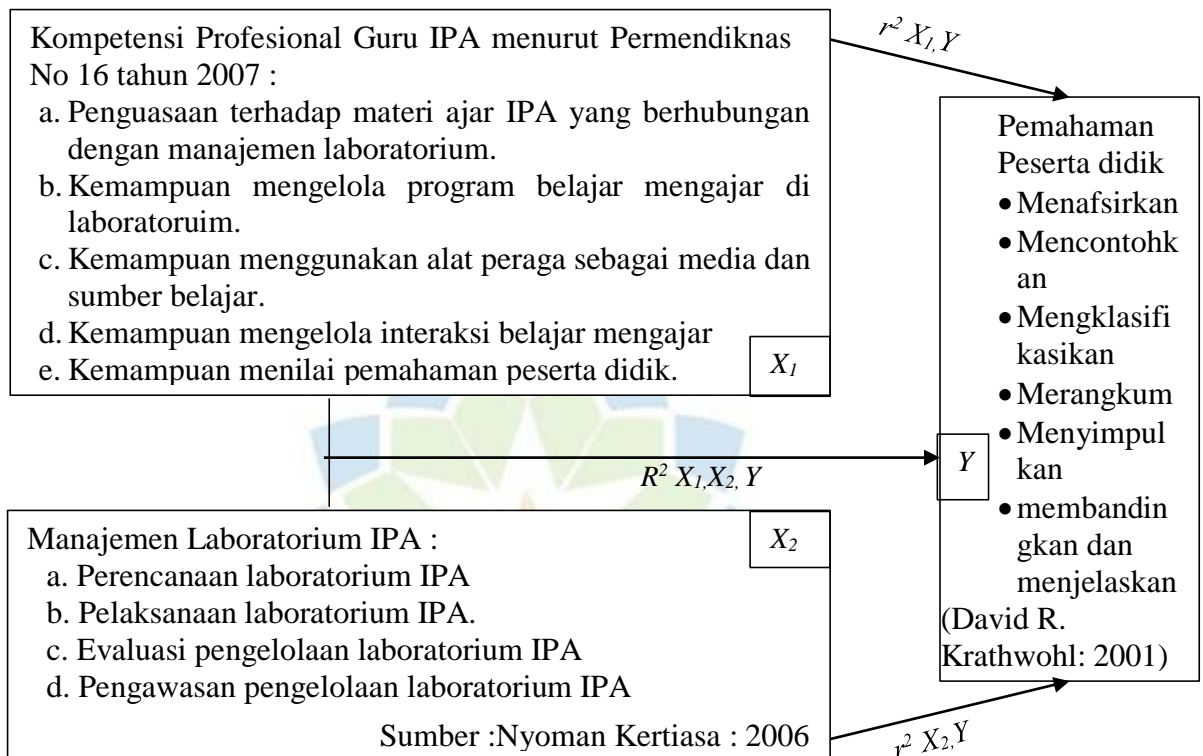 Kompetensi Profesional Guru IPA menurut Permendiknas
No 16 tahun 2007 :
a. Penguasaan terhadap materi ajar IPA yang berhubungan
dengan manajemen laboratorium.
b. Kemampuan mengelola program belajar mengajar di
laboratoruim.
c. Kemampuan menggunakan alat peraga sebagai media dan
sumber belajar.
d. Kemampuan mengelola interaksi belajar mengajar
e. Kemampuan menilai pemahaman peserta didik.
X1
r² X1,Y
R² X1,X2, Y
Manajemen Laboratorium IPA :
X2
a. Perencanaan laboratorium IPA
b. Pelaksanaan laboratorium IPA.
c. Evaluasi pengelolaan laboratorium IPA
d. Pengawasan pengelolaan laboratorium IPA
Sumber :Nyoman Kertiasa : 2006
r² X2,Y
Pemahaman
Peserta didik
• Menafsirkan
• Mencontohk
an
• Mengklasifi
kasikan
• Merangkum
• Menyimpul
kan
• membandin
gkan dan
menjelaskan
(David R.
Krathwohl: 2001)
Y